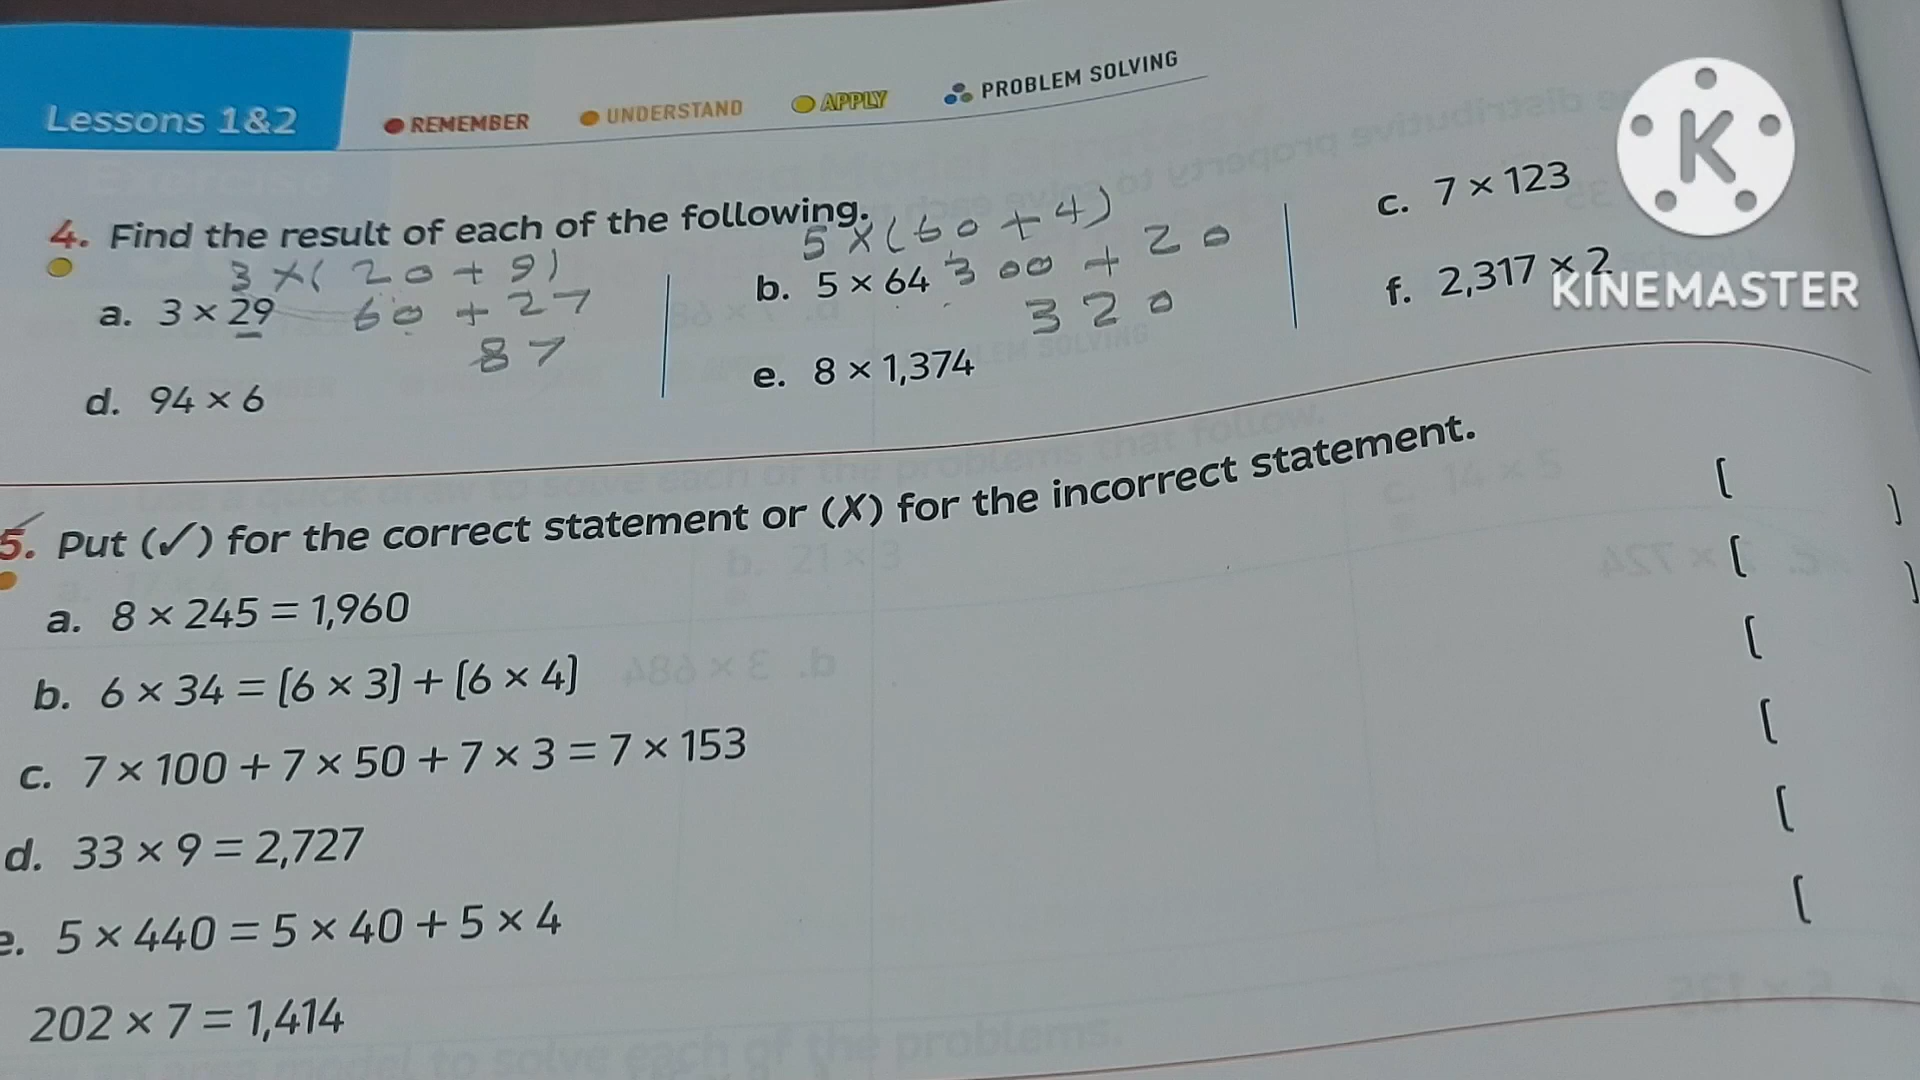 Lessons 1&2
REMEMBER UNDERSTAND APPLY PROBLEM SOLVING
4. Find the result of each of the following.
3 × ( 20 + 9 )
a. 3 × 29 60 + 27
87
5 × ( 60 + 4 )
b. 5 × 64 300 + 20
320
c. 7 × 123
d. 94 × 6
e. 8 × 1,374
f. 2,317 × 2
KINEMASTER
5. Put (✓) for the correct statement or (X) for the incorrect statement.
a. 8 × 245 = 1,960
b. 6 × 34 = [6 × 3] + [6 × 4]
c. 7 × 100 + 7 × 50 + 7 × 3 = 7 × 153
d. 33 × 9 = 2,727
e. 5 × 440 = 5 × 40 + 5 × 4
202 × 7 = 1,414